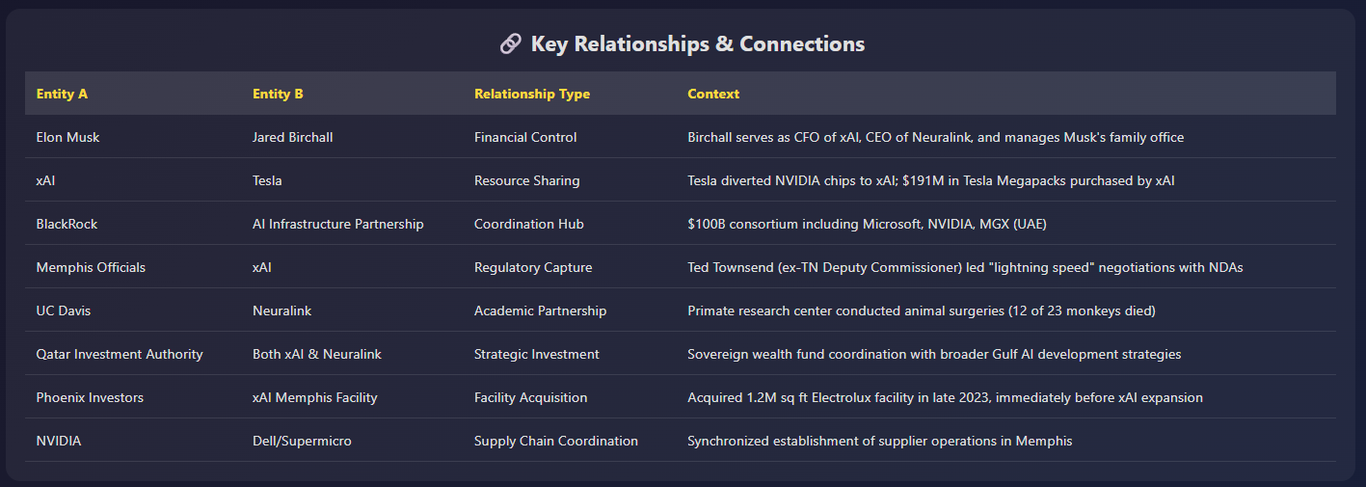 🔗 Key Relationships & Connections
Entity A Entity B Relationship Type Context
Elon Musk Jared Birchall Financial Control Birchall serves as CFO of xAI, CEO of Neuralink, and manages Musk's family office
xAI Tesla Resource Sharing Tesla diverted NVIDIA chips to xAI; $191M in Tesla Megapacks purchased by xAI
BlackRock AI Infrastructure Partnership Coordination Hub $100B consortium including Microsoft, NVIDIA, MGX (UAE)
Memphis Officials xAI Regulatory Capture Ted Townsend (ex-TN Deputy Commissioner) led "lightning speed" negotiations with NDAs
UC Davis Neuralink Academic Partnership Primate research center conducted animal surgeries (12 of 23 monkeys died)
Qatar Investment Authority Both xAI & Neuralink Strategic Investment Sovereign wealth fund coordination with broader Gulf AI development strategies
Phoenix Investors xAI Memphis Facility Facility Acquisition Acquired 1.2M sq ft Electrolux facility in late 2023, immediately before xAI expansion
NVIDIA Dell/Supermicro Supply Chain Coordination Synchronized establishment of supplier operations in Memphis